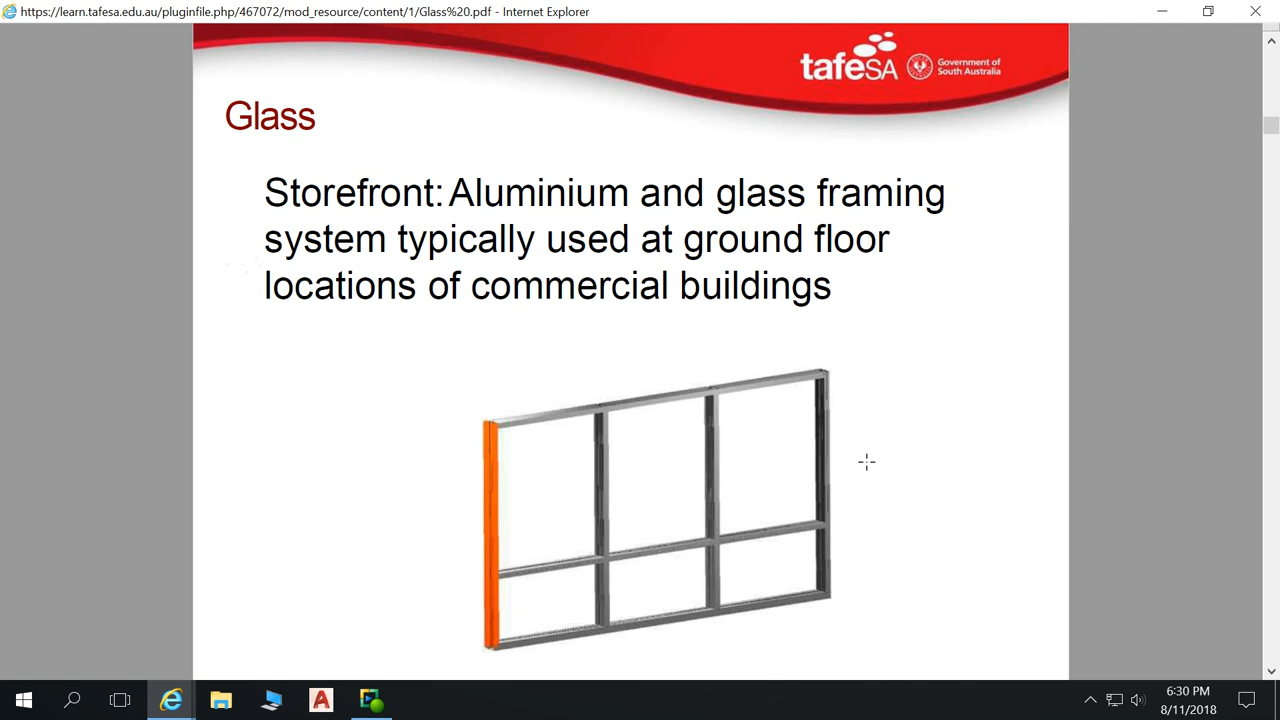 https://learn.tafesa.edu.au/pluginfile.php/467072/mod_resource/content/1/Glass%20.pdf - Internet Explorer
tafeSA
Government of
South Australia
Glass
Storefront: Aluminium and glass framing
system typically used at ground floor
locations of commercial buildings
6:30 PM
8/11/2018